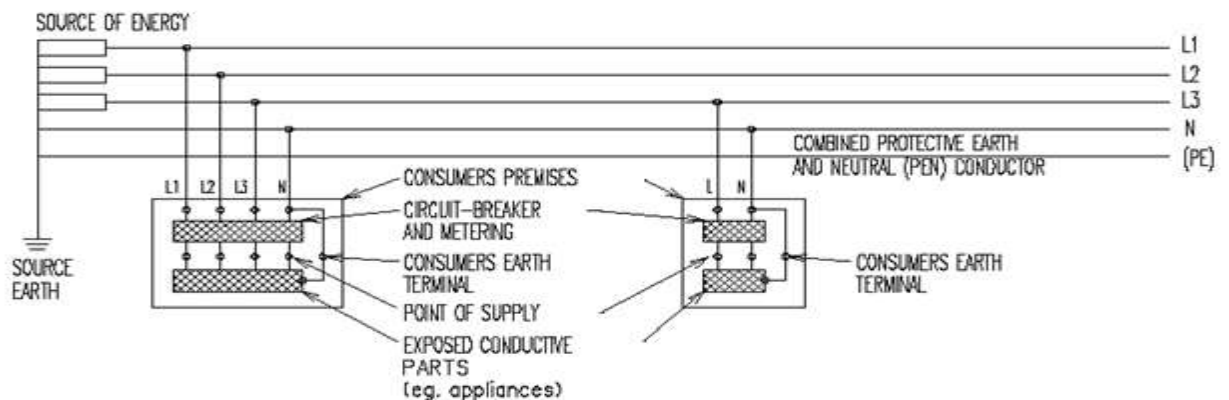 SOURCE OF ENERGY
L1
L2
L3
N
(PE)
COMBINED PROTECTIVE EARTH
AND NEUTRAL (PEN) CONDUCTOR
L1 L2 L3 N
L N
CONSUMERS PREMISES
CIRCUIT-BREAKER
AND METERING
CONSUMERS EARTH
TERMINAL
POINT OF SUPPLY
EXPOSED CONDUCTIVE
PARTS
(eg. appliances)
CONSUMERS EARTH
TERMINAL
SOURCE
EARTH